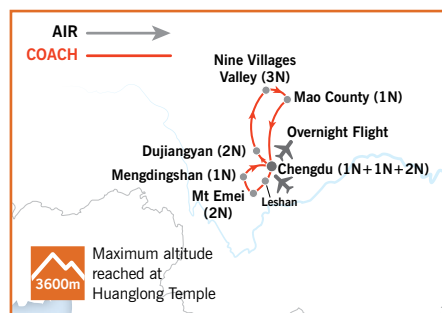 AIR
COACH
Nine Villages
Valley (3N)
Mao County (1N)
Overnight Flight
Dujiangyan (2N)
Chengdu (1N+1N+2N)
Mengdingshan (1N)
Mt Emei
(2N)
Leshan
3600m
Maximum altitude
reached at
Huanglong Temple